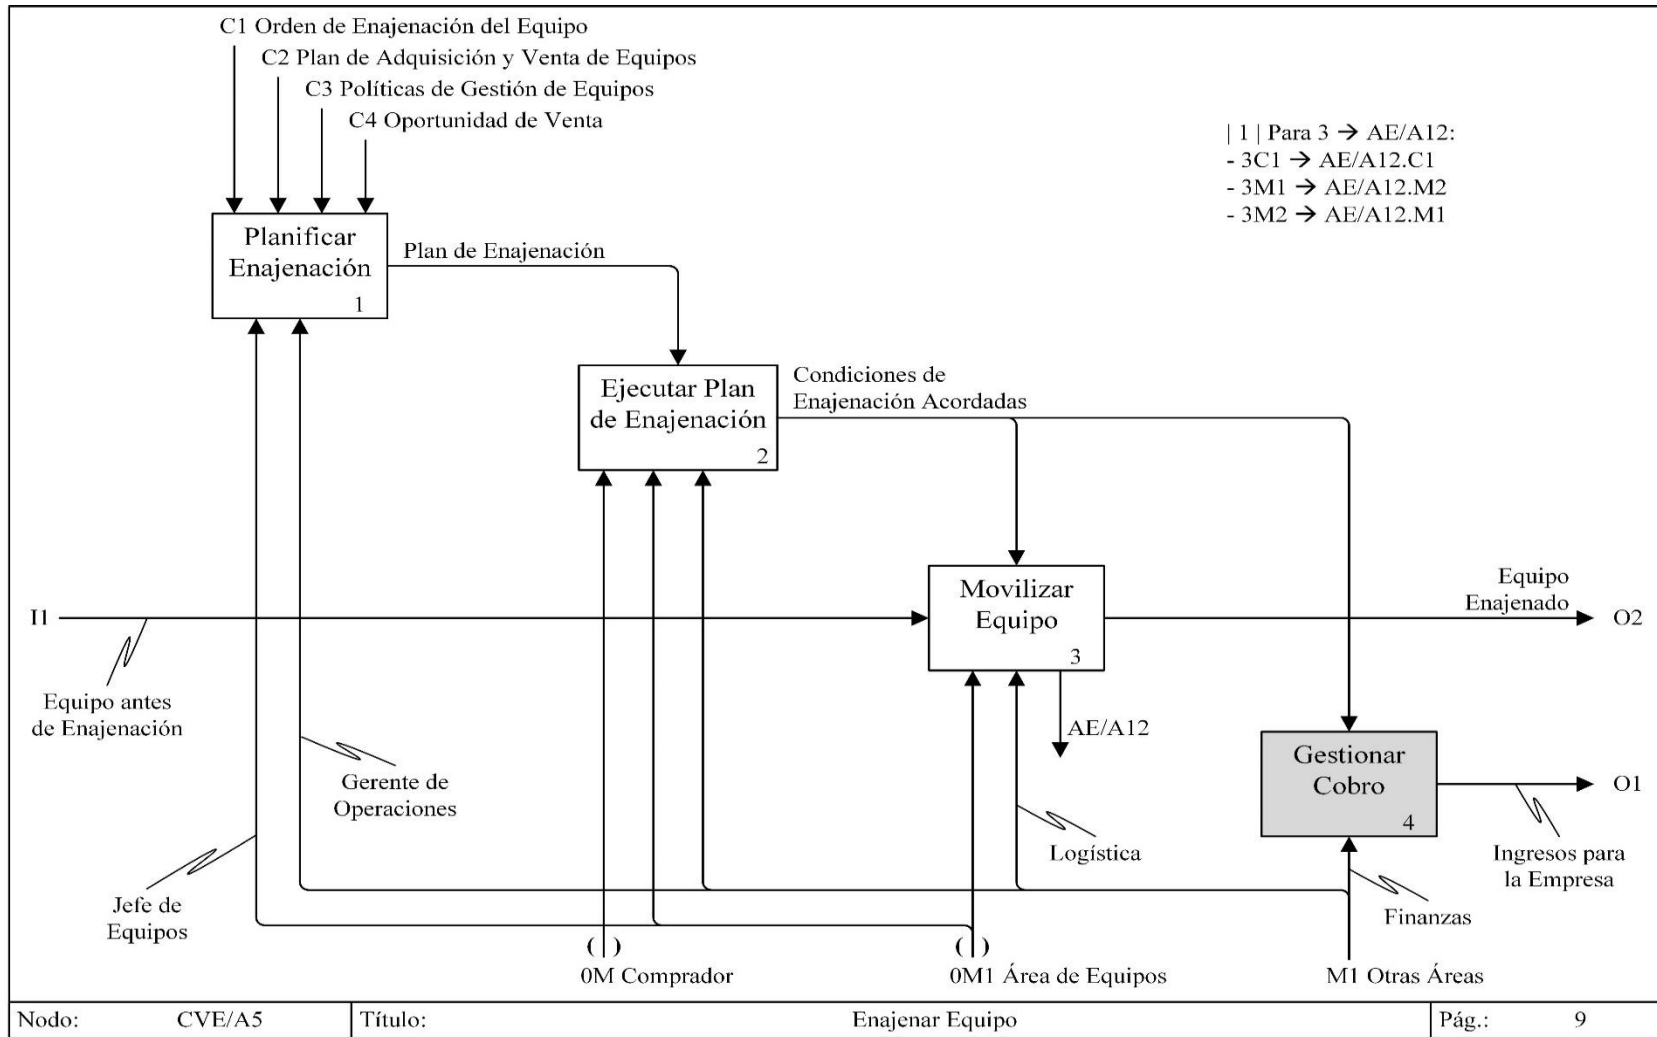 C1 Orden de Enajenación del Equipo
C2 Plan de Adquisición y Venta de Equipos
C3 Políticas de Gestión de Equipos
C4 Oportunidad de Venta
| 1 | Para 3 → AE/A12:
- 3C1 → AE/A12.C1
- 3M1 → AE/A12.M2
- 3M2 → AE/A12.M1
Planificar
Enajenación
1
Plan de Enajenación
Ejecutar Plan
de Enajenación
2
Condiciones de
Enajenación Acordadas
Movilizar
Equipo
3
Equipo
Enajenado
I1
O2
Equipo antes
de Enajenación
AE/A12
Gestionar
Cobro
4
O1
Gerente de
Operaciones
Logística
Ingresos para
la Empresa
Jefe de
Equipos
Finanzas
( )
( )
0M Comprador
0M1 Área de Equipos
M1 Otras Áreas
Nodo: CVE/A5 Título: Enajenar Equipo Pág.: 9